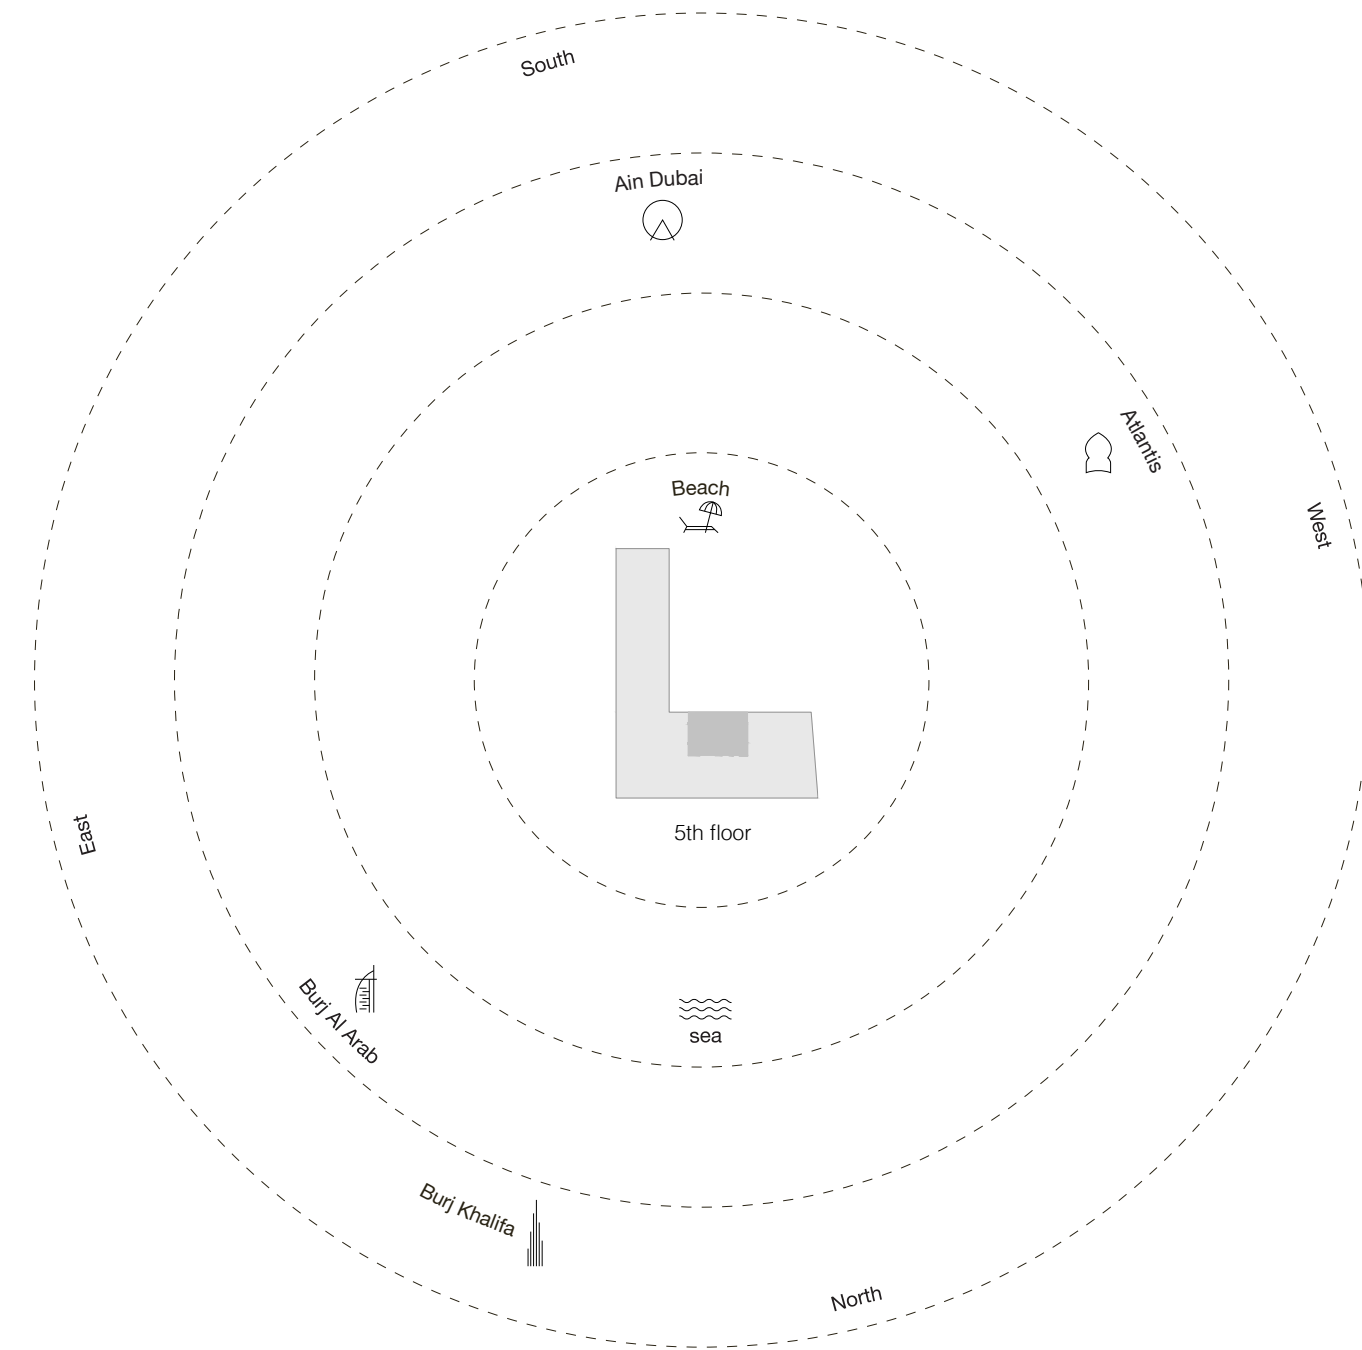 South
Ain Dubai
Atlantis
Beach
West
5th floor
East
Burj Al Arab
sea
Burj Khalifa
North